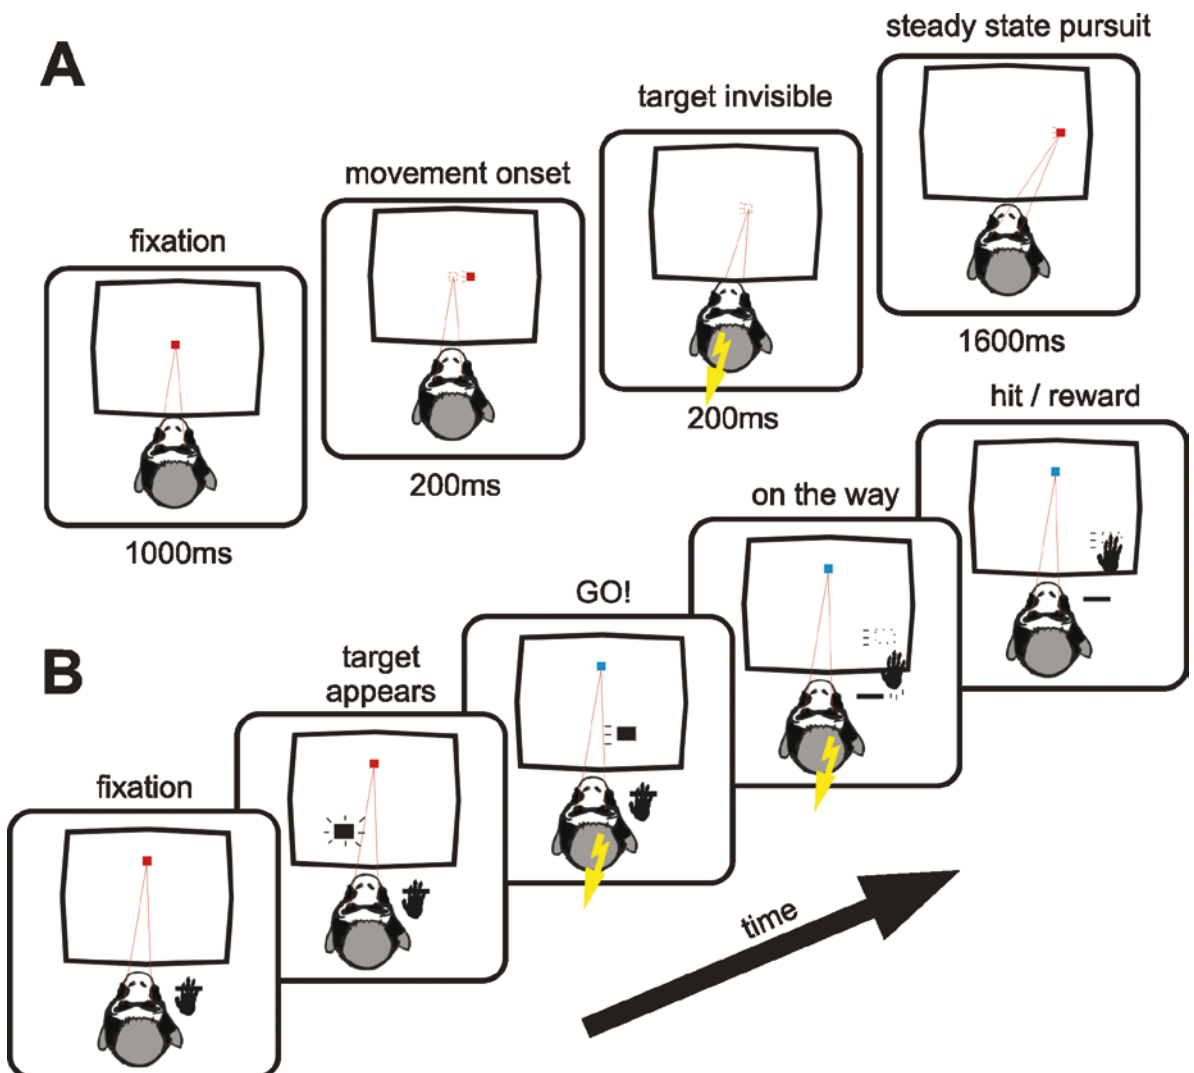 A
fixation
1000ms
movement onset
200ms
target invisible
200ms
steady state pursuit
1600ms
B
fixation
target
appears
GO!
on the way
hit / reward
time